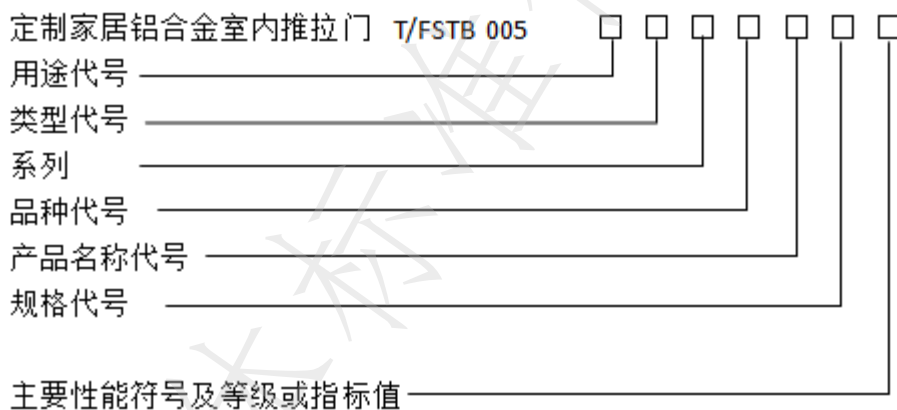 定制家居铝合金室内推拉门 T/FSTB 005 □ □ □ □ □ □ □
用途代号
类型代号
系列
品种代号
产品名称代号
规格代号
主要性能符号及等级或指标值